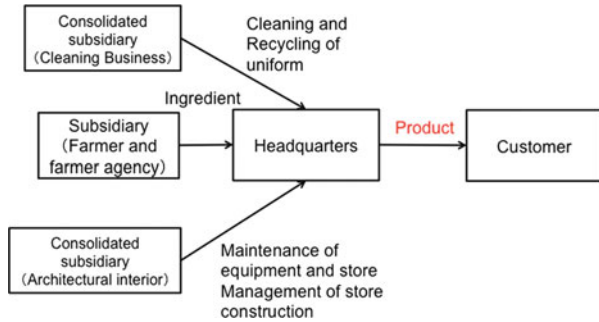 Consolidated
subsidiary
(Cleaning Business)
Cleaning and
Recycling of
uniform
Ingredient
Subsidiary
(Farmer and
farmer agency)
Headquarters
Product
Customer
Consolidated
subsidiary
(Architectural interior)
Maintenance of
equipment and store
Management of store
construction